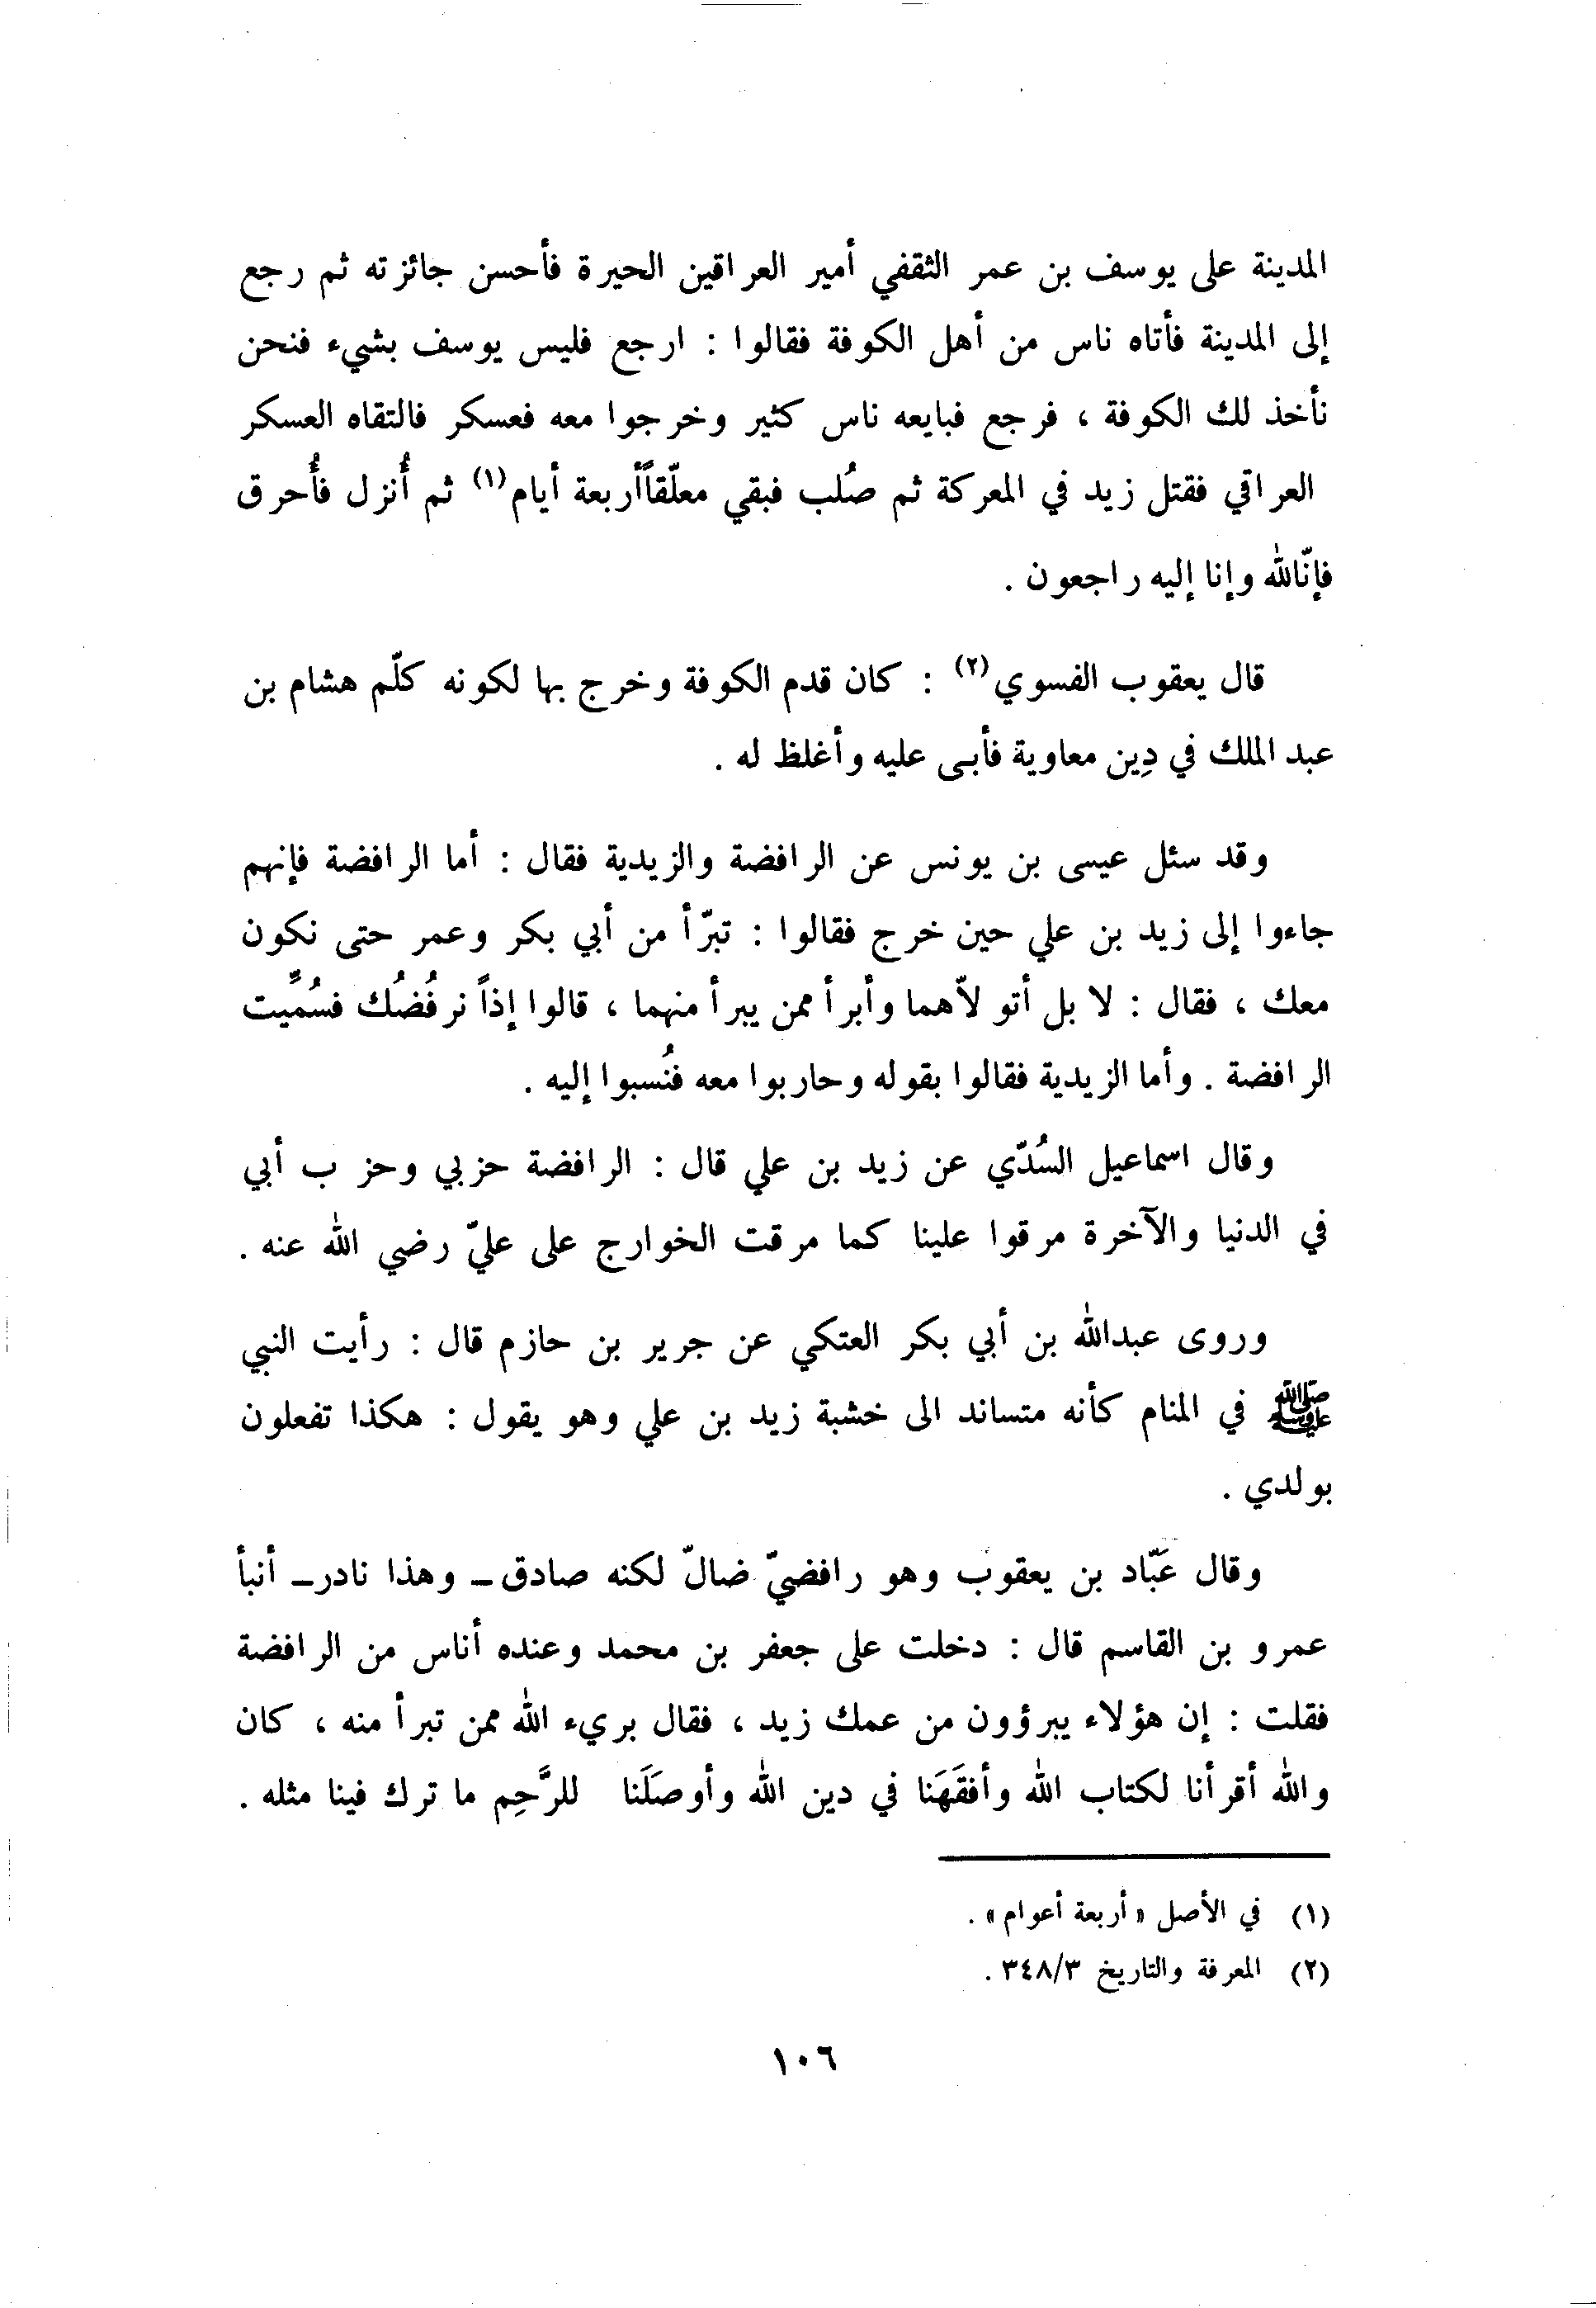 المدينة على يوسف بن عمر الثقفي أمير العراقين الحيرة فأحسن جائزته ثم رجع
إلى المدينة فأتاه ناس من أهل الكوفة فقالوا : ارجع فليس يوسف بشيء فنحن
نأخذ لك الكوفة ، فرجع فبايعه ناس كثير وخرجوا معه فعسكر فالتقاه العسكر
العراقي فقتل زيد في المعركة ثم صُلب فبقي معلّقاً أربعة أيام (١) ثم أُنزل فأُحرق
فإنّا لله وإنا إليه راجعون .
قال يعقوب الفسوي (٢) : كان قدم الكوفة وخرج بها لكونه كلّم هشام بن
عبد الملك في دِين معاوية فأبى عليه وأغلظ له .
وقد سئل عيسى بن يونس عن الرافضة والزيدية فقال : أما الرافضة فإنهم
جاءوا إلى زيد بن علي حين خرج فقالوا : تبرّأ من أبي بكر وعمر حتى نكون
معك ، فقال : لا بل أتولاّهما وأبرأ ممن يبرأ منهما ، قالوا إذاً نرفُضُك فسُمِّيت
الرافضة . وأما الزيدية فقالوا بقوله وحاربوا معه فنُسبوا إليه .
وقال اسماعيل السُدّي عن زيد بن علي قال : الرافضة حزبي وحزب أبي
في الدنيا والآخرة مرقوا علينا كما مرقت الخوارج على عليّ رضي الله عنه .
وروى عبدالله بن أبي بكر العتكي عن جرير بن حازم قال : رأيت النبي
ﷺ في المنام كأنه متساند الى خشبة زيد بن علي وهو يقول : هكذا تفعلون
بولدي .
وقال عَبّاد بن يعقوب وهو رافضيّ ضالّ لكنه صادق ـ وهذا نادر ـ أنبأ
عمرو بن القاسم قال : دخلت على جعفر بن محمد وعنده أناس من الرافضة
فقلت : إن هؤلاء يبرؤون من عمك زيد ، فقال بريء الله ممن تبرأ منه ، كان
والله أقرأنا لكتاب الله وأفقَهَنا في دين الله وأوصَلَنا للرَّحِم ما ترك فينا مثله .
(١) في الأصل « أربعة أعوام » .
(٢) المعرفة والتاريخ ٣/٣٤٨ .
١٠٦